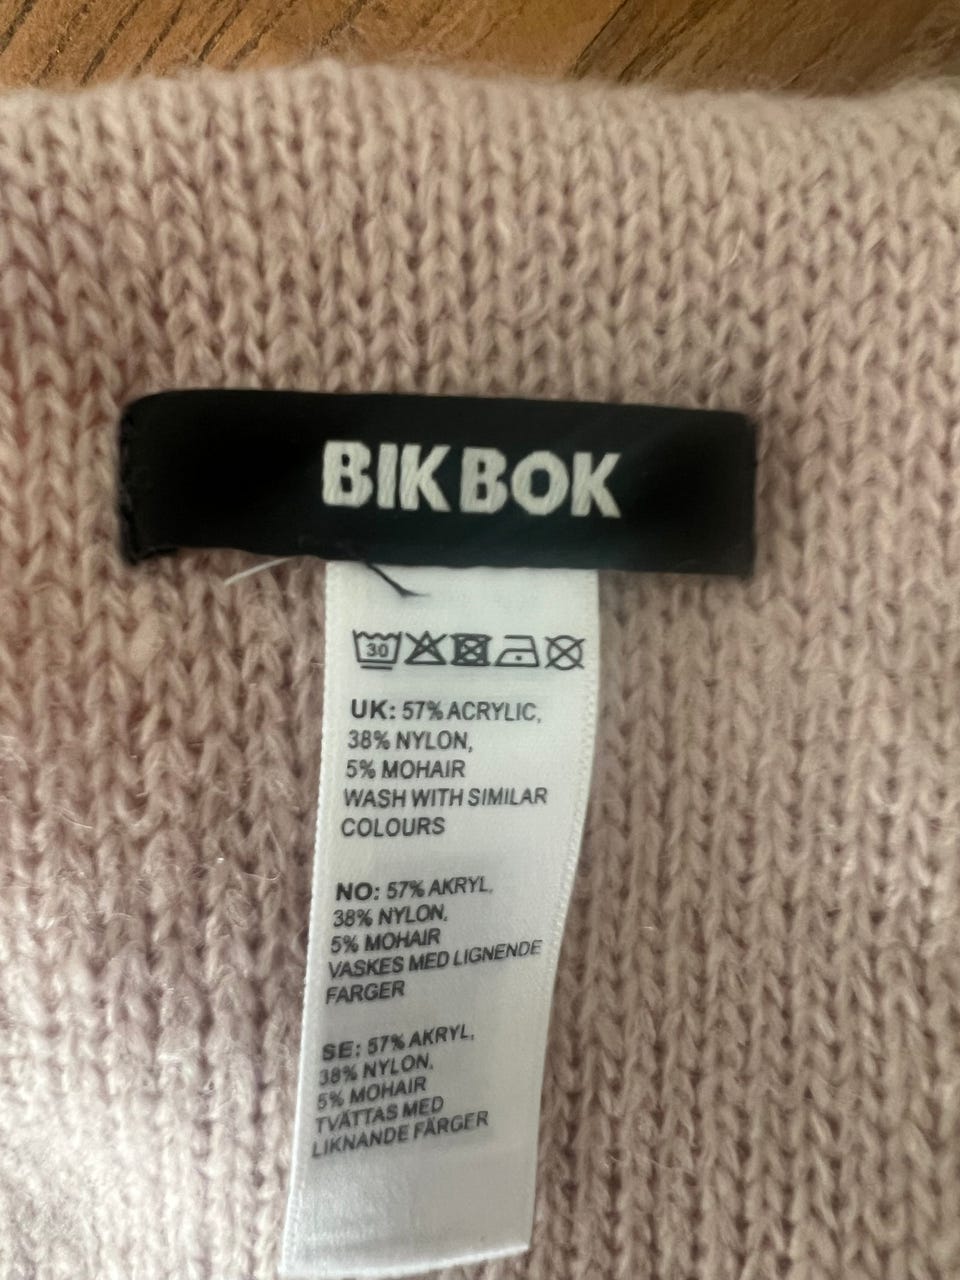 BIK BOK
30
UK: 57% ACRYLIC,
38% NYLON,
5% MOHAIR
WASH WITH SIMILAR
COLOURS
NO: 57% AKRYL,
38% NYLON,
5% MOHAIR
VASKES MED LIGNENDE
FARGER
SE: 57% AKRYL,
38% NYLON,
5% MOHAIR
TVÄTTAS MED
LIKNANDE FÄRGER